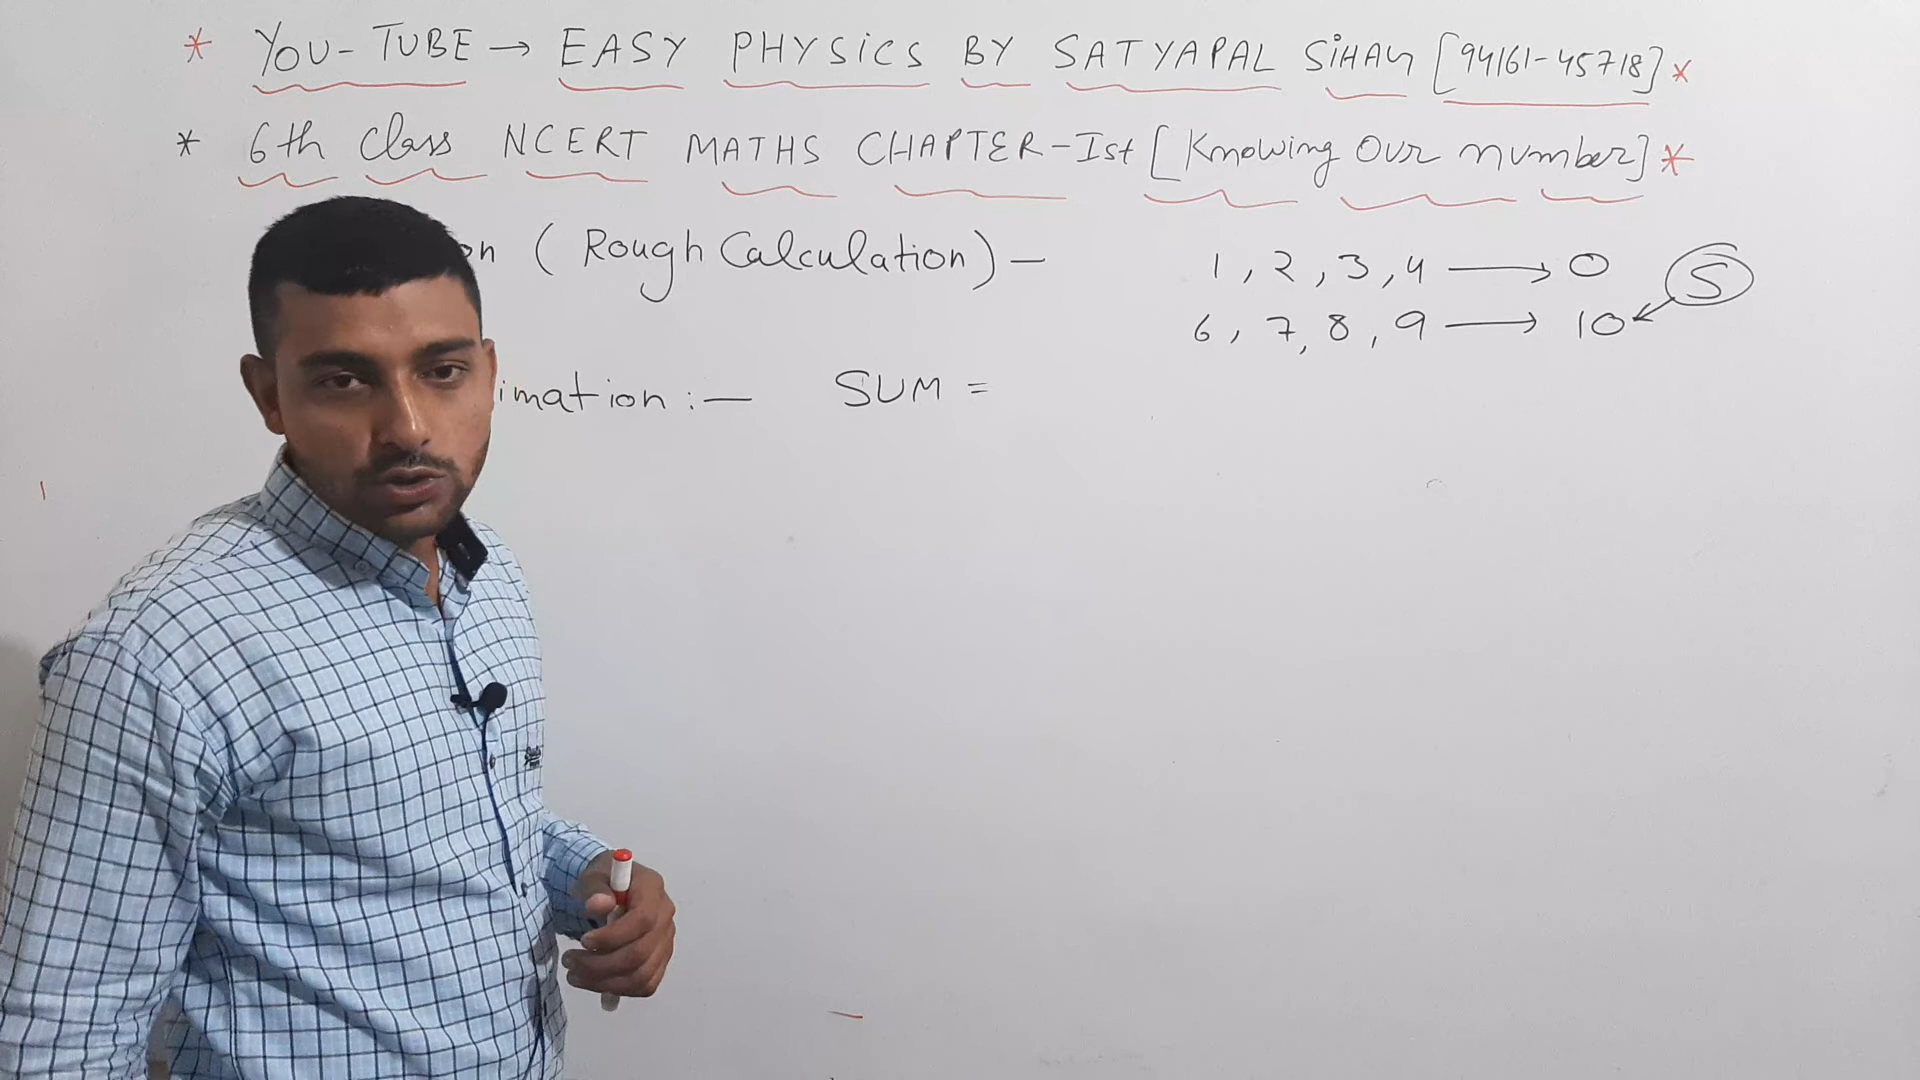 * YOU-TUBE → EASY PHYSICS BY SATYAPAL SIHAG [94161-45718] *
* 6th Class NCERT MATHS CHAPTER-Ist [Knowing Our number] *
on (Rough Calculation) —
1, 2, 3, 4 → 0
5
6, 7, 8, 9 → 10
imation :— SUM =